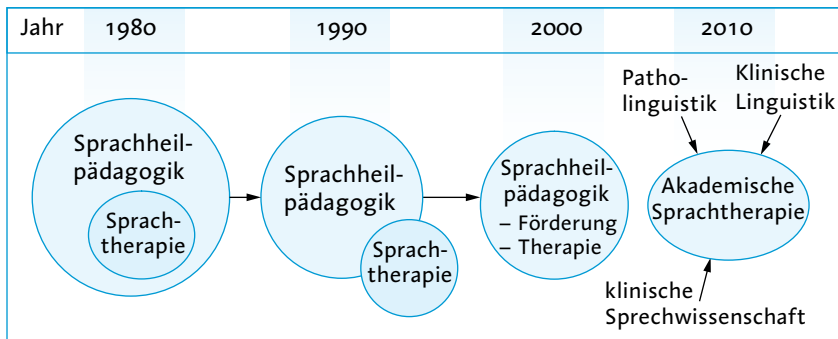 Jahr 1980 1990 2000 2010
Sprachheil-
pädagogik
Sprach-
therapie
Sprachheil-
pädagogik
Sprach-
therapie
Sprachheil-
pädagogik
– Förderung
– Therapie
Patho-
linguistik
Klinische
Linguistik
Akademische
Sprachtherapie
klinische
Sprechwissenschaft